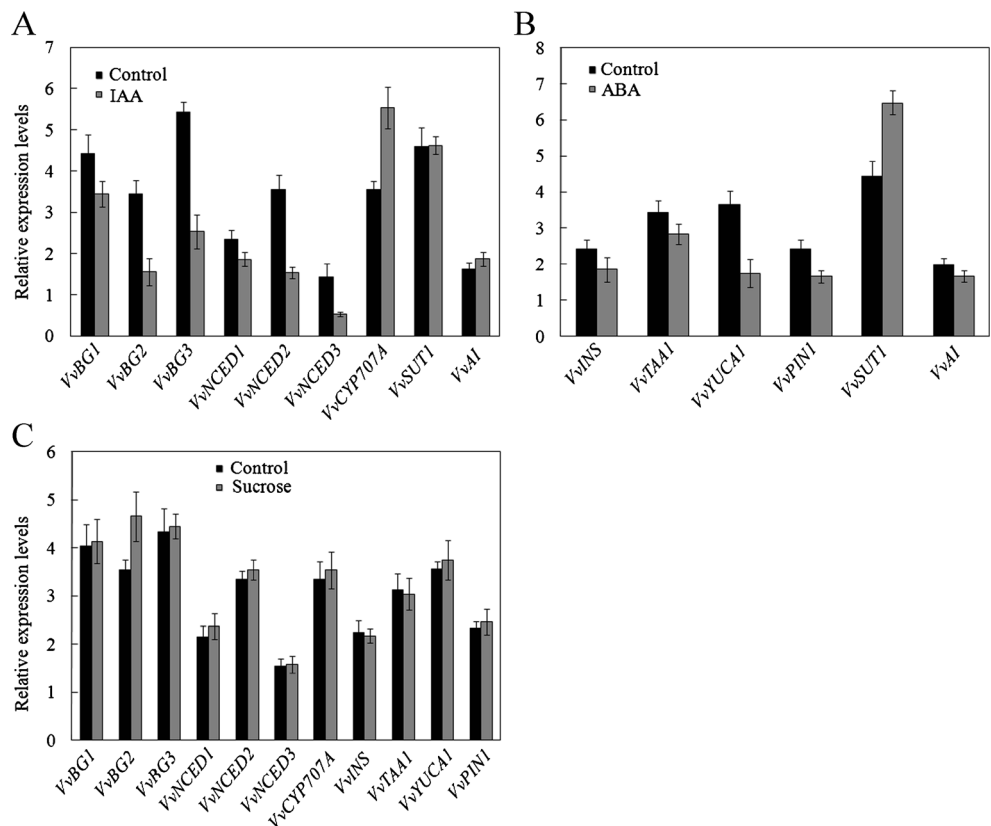 A
Relative expression levels
7
6
5
4
3
2
1
0
Control
IAA
VvBG1
VvBG2
VvBG3
VvNCED1
VvNCED2
VvNCED3
VvCYP707A
VvSUT1
VvAI
B
8
7
6
5
4
3
2
1
0
Control
ABA
VvINS
VvTAA1
VvYUCA1
VvPIN1
VvSUT1
VvAI
C
Relative expression levels
6
5
4
3
2
1
0
Control
Sucrose
VvBG1
VvBG2
VvRG3
VvNCED1
VvNCED2
VvNCED3
VvCYP707A
VvINS
VvTAA1
VvYUCA1
VvPIN1